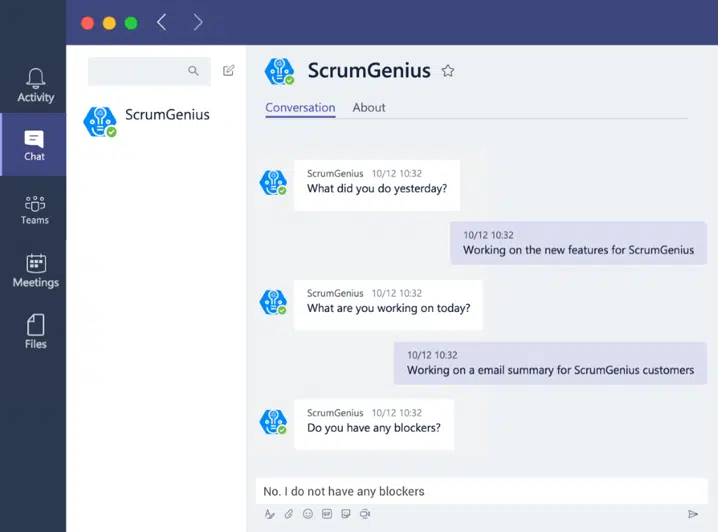 Activity
Chat
Teams
Meetings
Files
ScrumGenius
ScrumGenius
Conversation About
ScrumGenius 10/12 10:32
What did you do yesterday?
10/12 10:32
Working on the new features for ScrumGenius
ScrumGenius 10/12 10:32
What are you working on today?
10/12 10:32
Working on a email summary for ScrumGenius customers
ScrumGenius 10/12 10:32
Do you have any blockers?
No. I do not have any blockers
GIF